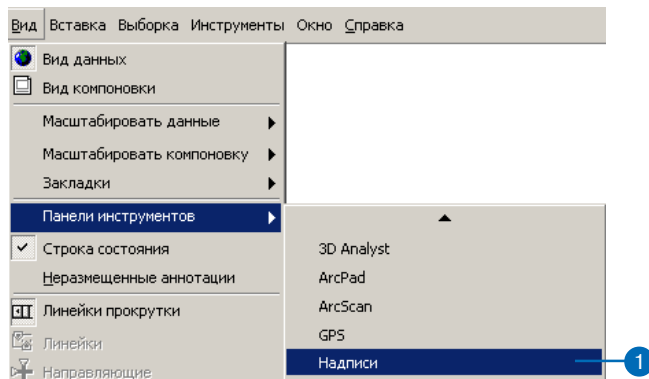 Вид Вставка Выборка Инструменты Окно Справка
Вид данных
Вид компоновки
Масштабировать данные
Масштабировать компоновку
Закладки
Панели инструментов
Строка состояния
Неразмещенные аннотации
Линейки прокрутки
Линейки
Направляющие
3D Analyst
ArcPad
ArcScan
GPS
Надписи
1